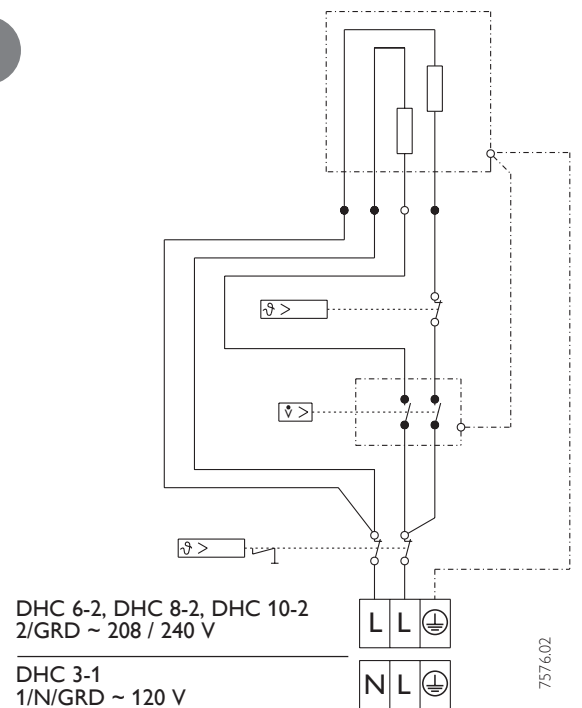 ϑ >
v̇ >
ϑ >
DHC 6-2, DHC 8-2, DHC 10-2
2/GRD ~ 208 / 240 V
L L
DHC 3-1
1/N/GRD ~ 120 V
N L
7576.02